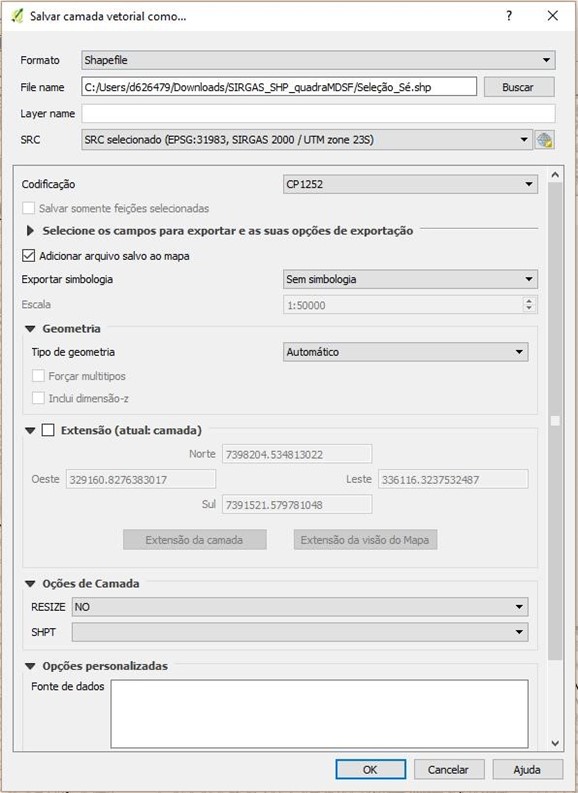 Salvar camada vetorial como...
?
Formato Shapefile
File name C:/Users/d626479/Downloads/SIRGAS_SHP_quadraMDSF/Seleção_Sé.shp Buscar
Layer name
SRC SRC selecionado (EPSG:31983, SIRGAS 2000 / UTM zone 23S)
Codificação CP1252
Salvar somente feições selecionadas
Selecione os campos para exportar e as suas opções de exportação
Adicionar arquivo salvo ao mapa
Exportar simbologia Sem simbologia
Escala 1:50000
Geometria
Tipo de geometria Automático
Forçar multitipos
Inclui dimensão-z
Extensão (atual: camada)
Norte 7398204.534813022
Oeste 329160.8276383017 Leste 336116.3237532487
Sul 7391521.579781048
Extensão da camada Extensão da visão do Mapa
Oções de Camada
RESIZE NO
SHPT
Opções personalizadas
Fonte de dados
OK Cancelar Ajuda